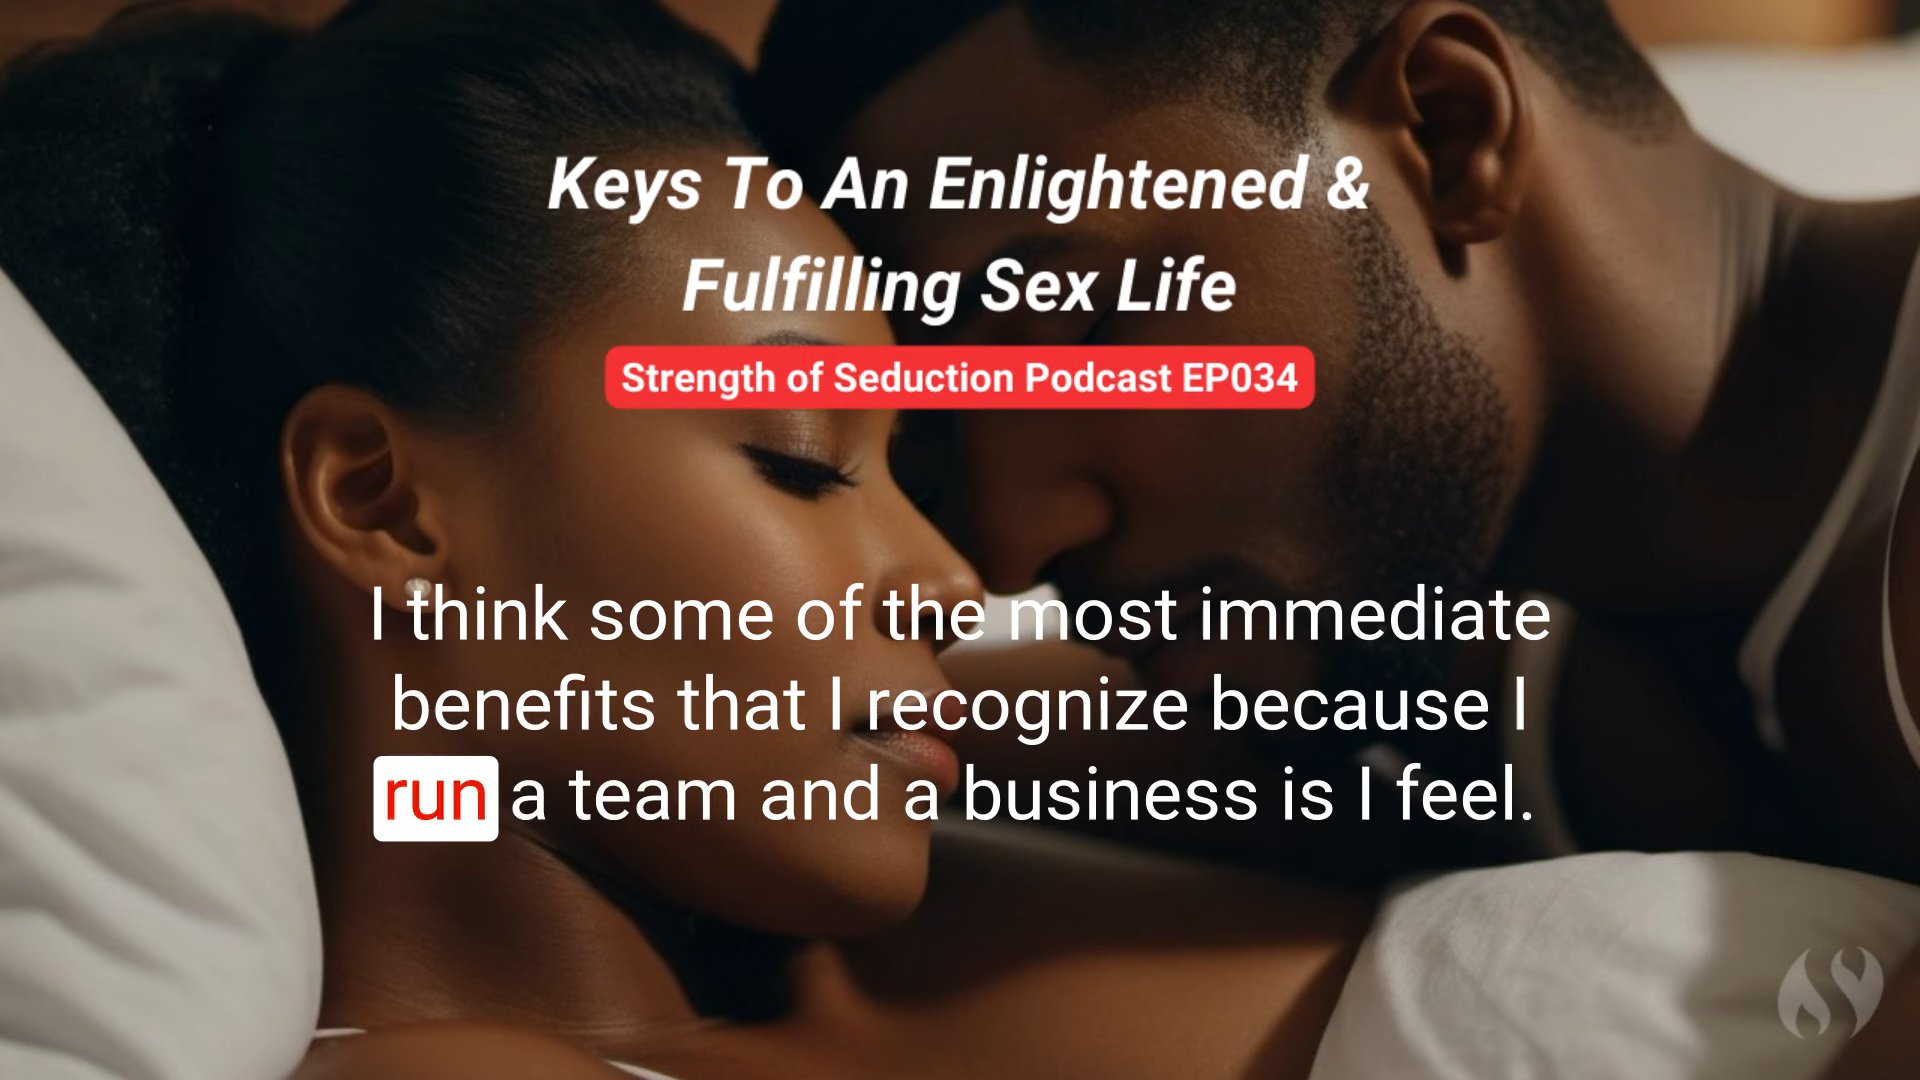 Keys To An Enlightened &
Fulfilling Sex Life
Strength of Seduction Podcast EP034
I think some of the most immediate
benefits that I recognize because I
run a team and a business is I feel.